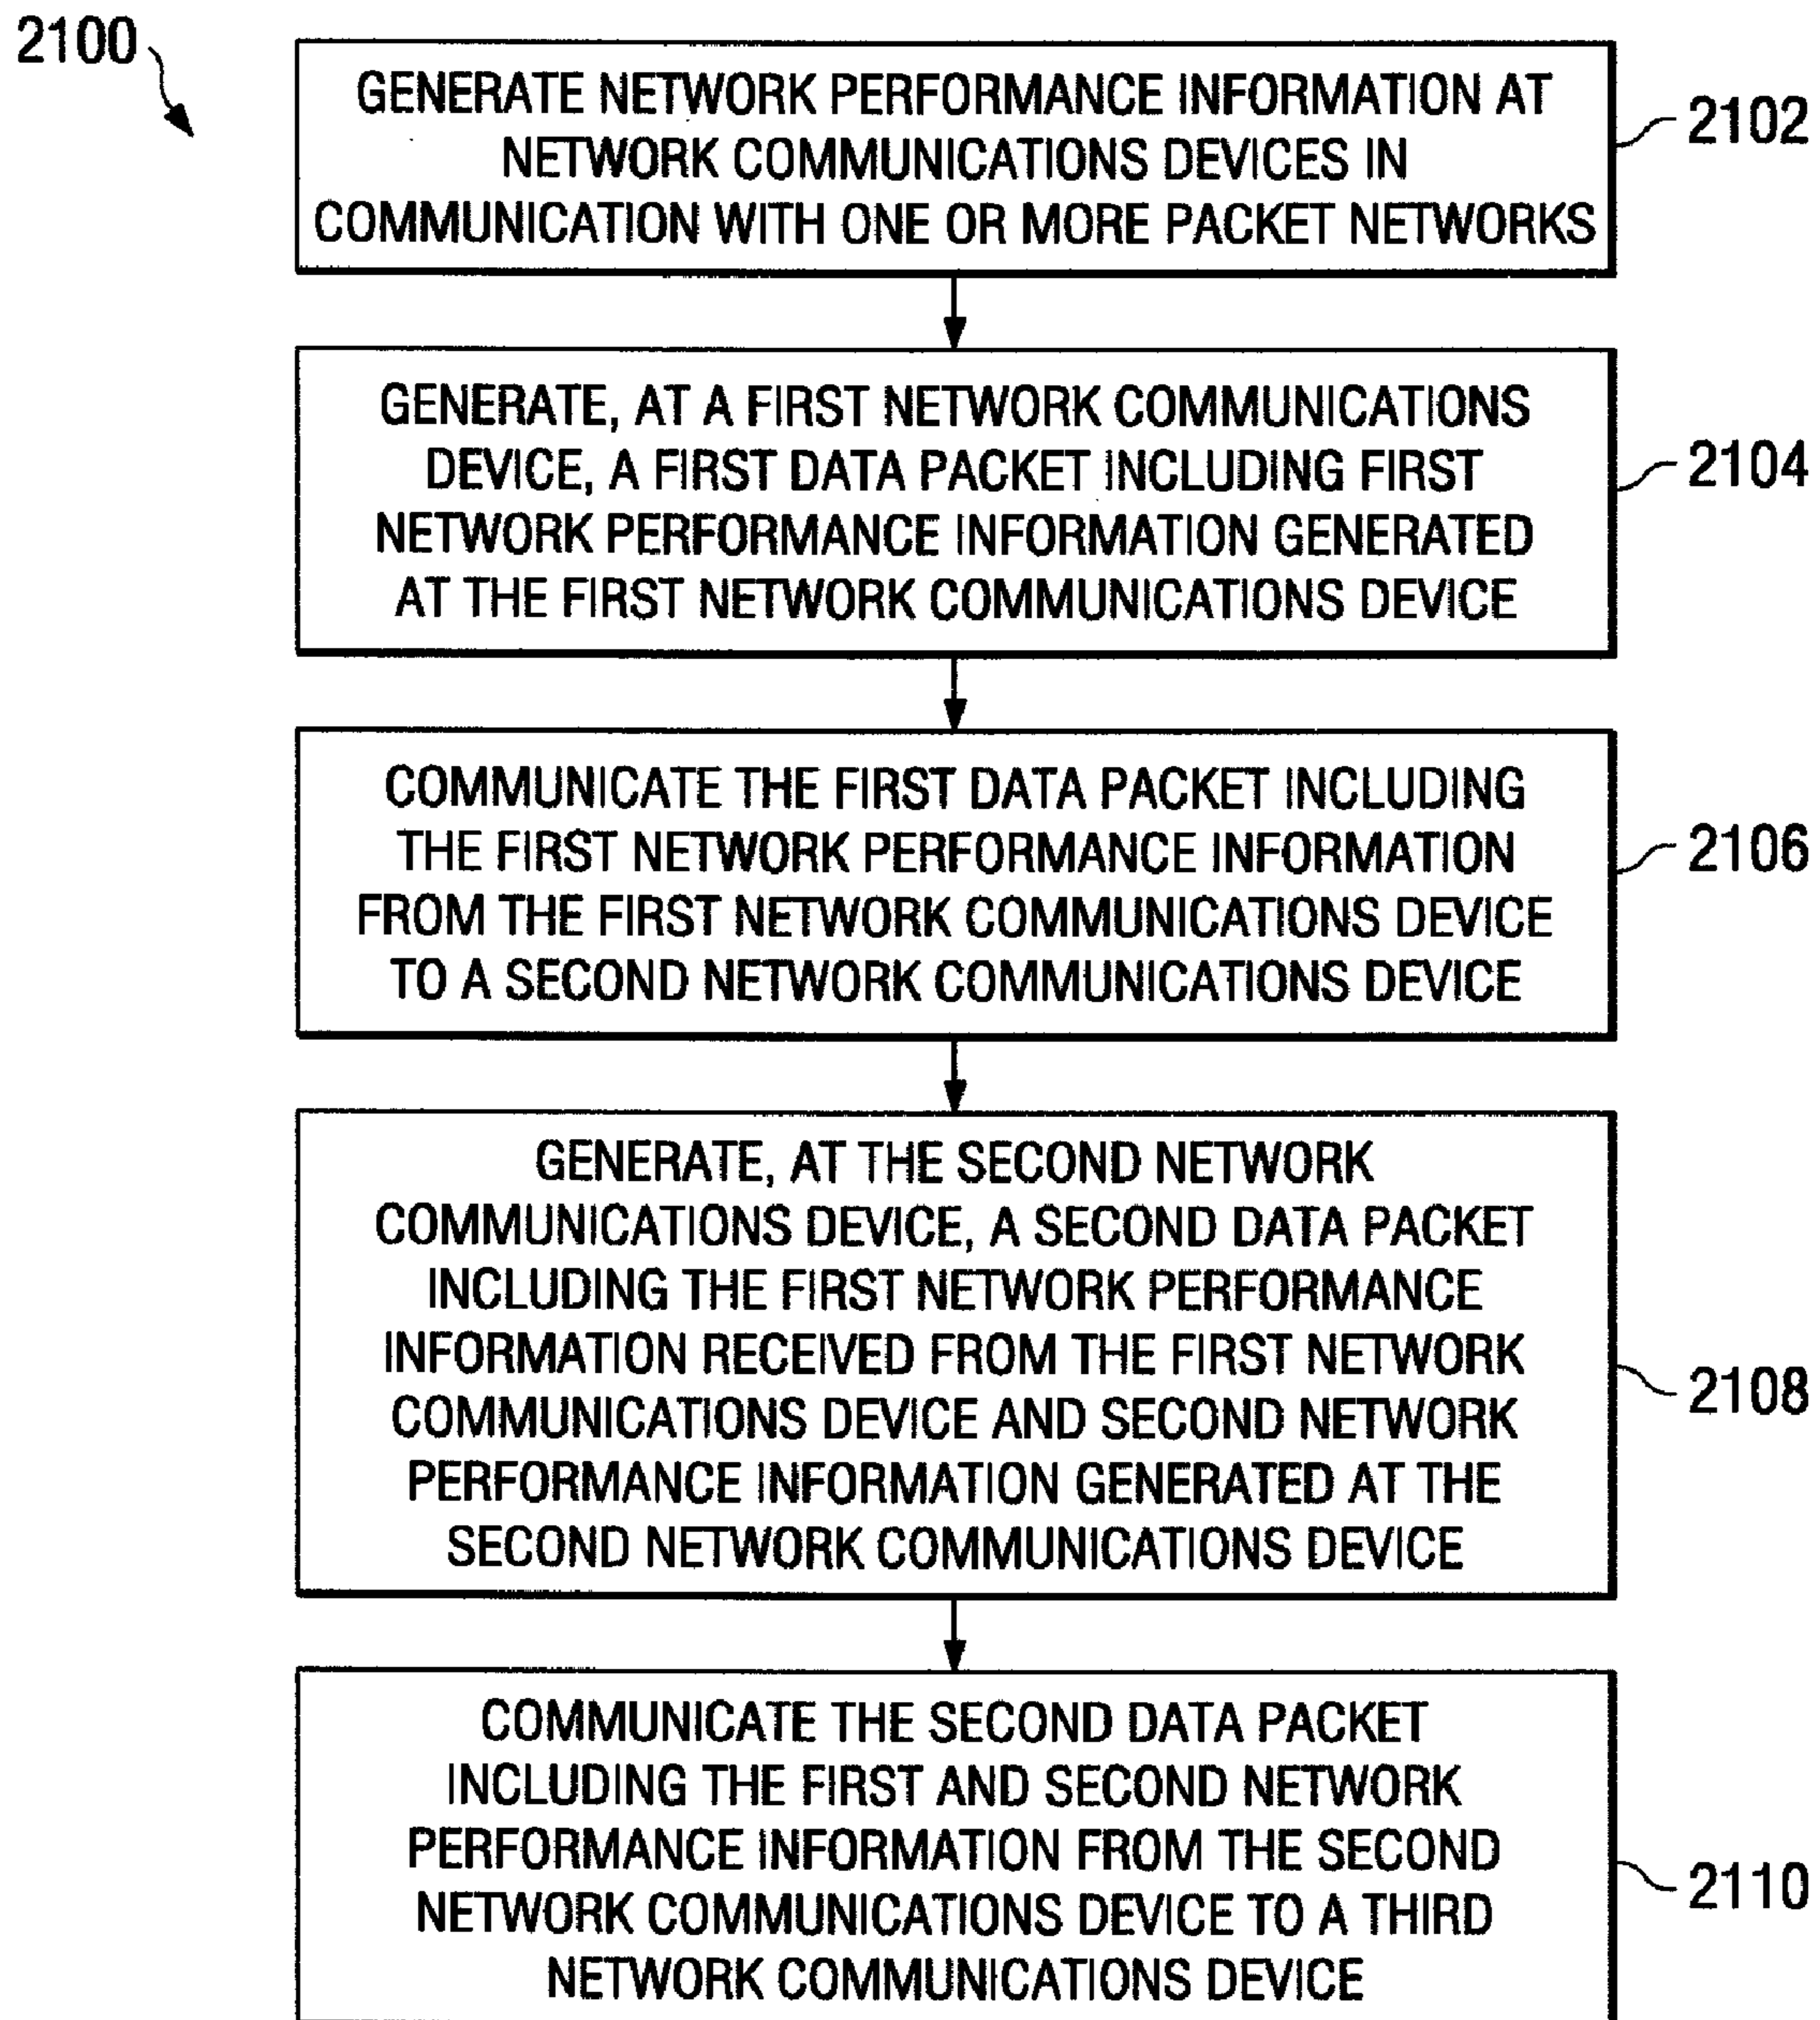 2100
GENERATE NETWORK PERFORMANCE INFORMATION AT
NETWORK COMMUNICATIONS DEVICES IN
COMMUNICATION WITH ONE OR MORE PACKET NETWORKS
2102
GENERATE, AT A FIRST NETWORK COMMUNICATIONS
DEVICE, A FIRST DATA PACKET INCLUDING FIRST
NETWORK PERFORMANCE INFORMATION GENERATED
AT THE FIRST NETWORK COMMUNICATIONS DEVICE
2104
COMMUNICATE THE FIRST DATA PACKET INCLUDING
THE FIRST NETWORK PERFORMANCE INFORMATION
FROM THE FIRST NETWORK COMMUNICATIONS DEVICE
TO A SECOND NETWORK COMMUNICATIONS DEVICE
2106
GENERATE, AT THE SECOND NETWORK
COMMUNICATIONS DEVICE, A SECOND DATA PACKET
INCLUDING THE FIRST NETWORK PERFORMANCE
INFORMATION RECEIVED FROM THE FIRST NETWORK
COMMUNICATIONS DEVICE AND SECOND NETWORK
PERFORMANCE INFORMATION GENERATED AT THE
SECOND NETWORK COMMUNICATIONS DEVICE
2108
COMMUNICATE THE SECOND DATA PACKET
INCLUDING THE FIRST AND SECOND NETWORK
PERFORMANCE INFORMATION FROM THE SECOND
NETWORK COMMUNICATIONS DEVICE TO A THIRD
NETWORK COMMUNICATIONS DEVICE
2110